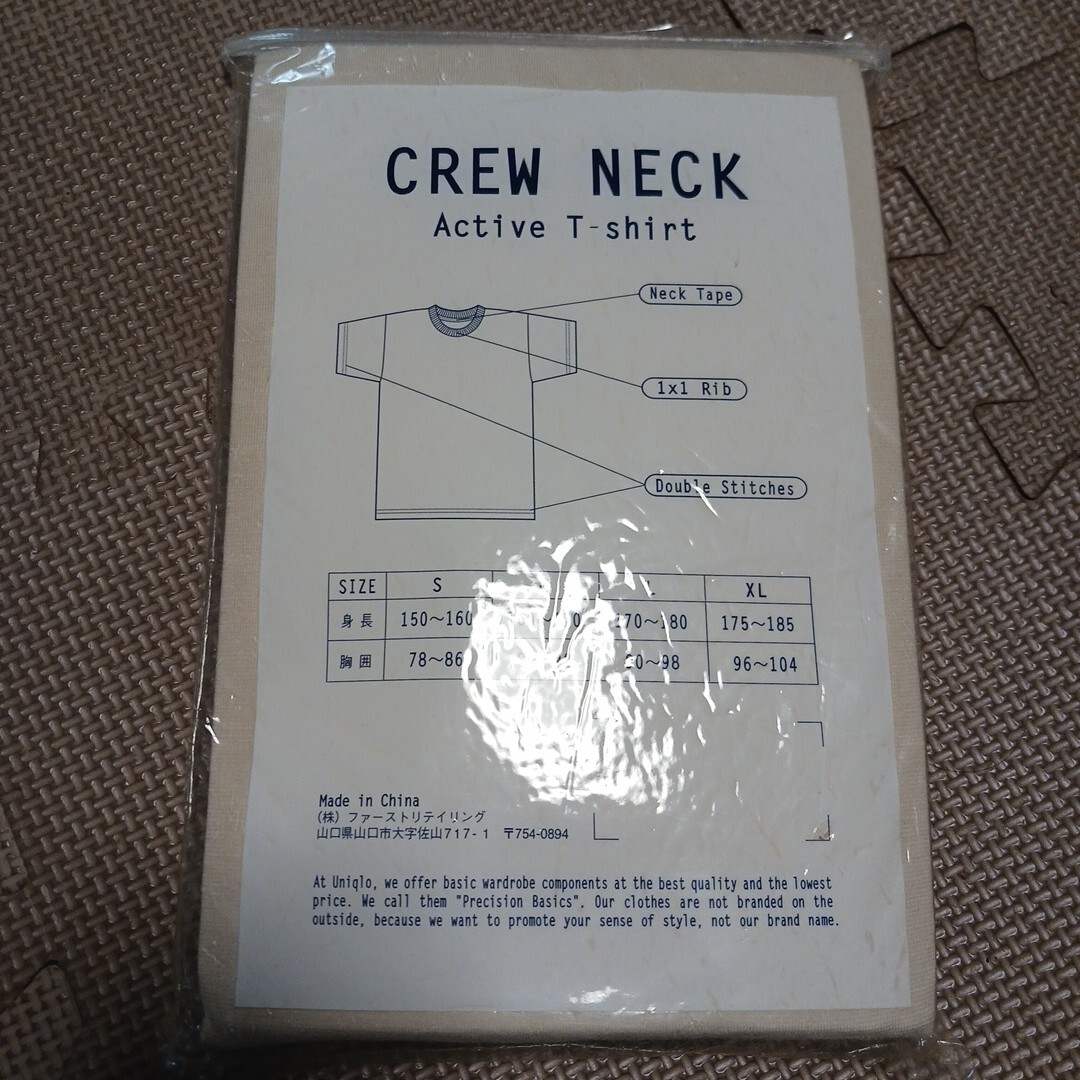 CREW NECK
Active T-shirt
Neck Tape
1x1 Rib
Double Stitches
SIZE S XL
身長 150〜160 170〜180 175〜185
胸囲 78〜86 96〜104
Made in China
(株) ファーストリテイリング
山口県山口市大字佐山717-1 〒754-0894
At Uniqlo, we offer basic wardrobe components at the best quality and the lowest
price. We call them "Precision Basics". Our clothes are not branded on the
outside, because we want to promote your sense of style, not our brand name.